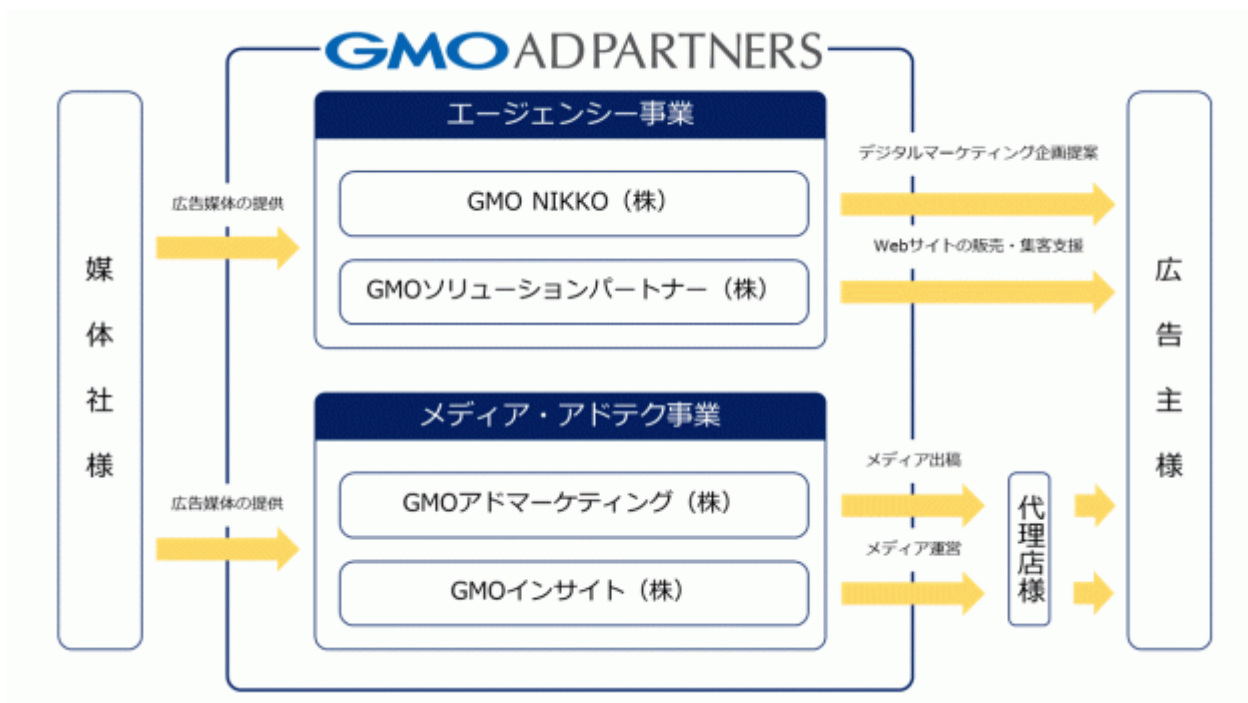 GMO AD PARTNERS
媒体社様
広告媒体の提供
エージェンシー事業
GMO NIKKO（株）
GMOソリューションパートナー（株）
デジタルマーケティング企画提案
Webサイトの販売・集客支援
広告媒体の提供
メディア・アドテク事業
GMOアドマーケティング（株）
GMOインサイト（株）
メディア出稿
メディア運営
代理店様
広告主様